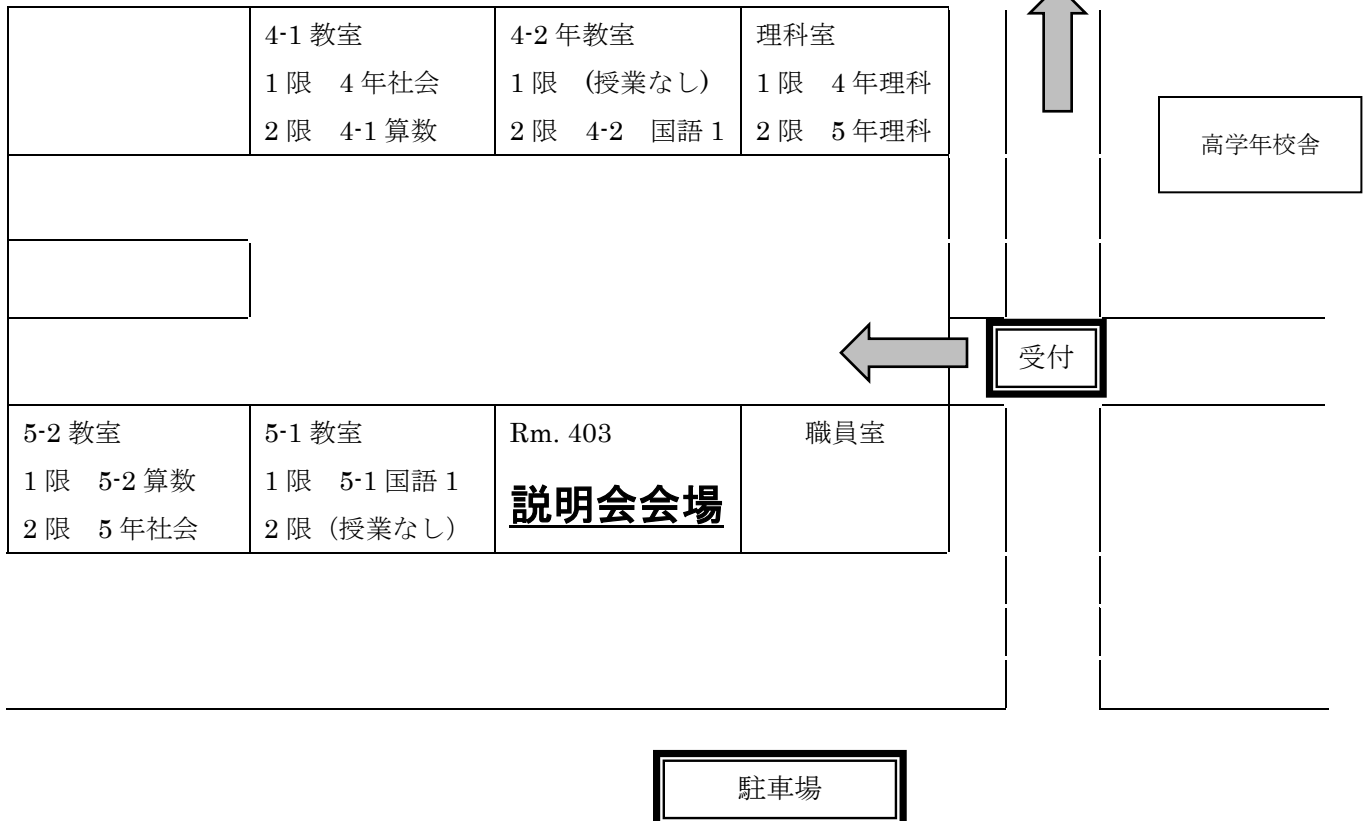 4-1 教室
1 限　4 年社会
2 限　4-1 算数
4-2 年教室
1 限　(授業なし)
2 限　4-2　国語 1
理科室
1 限　4 年理科
2 限　5 年理科
高学年校舎
受付
5-2 教室
1 限　5-2 算数
2 限　5 年社会
5-1 教室
1 限　5-1 国語 1
2 限（授業なし）
Rm. 403
説明会会場
職員室
駐車場